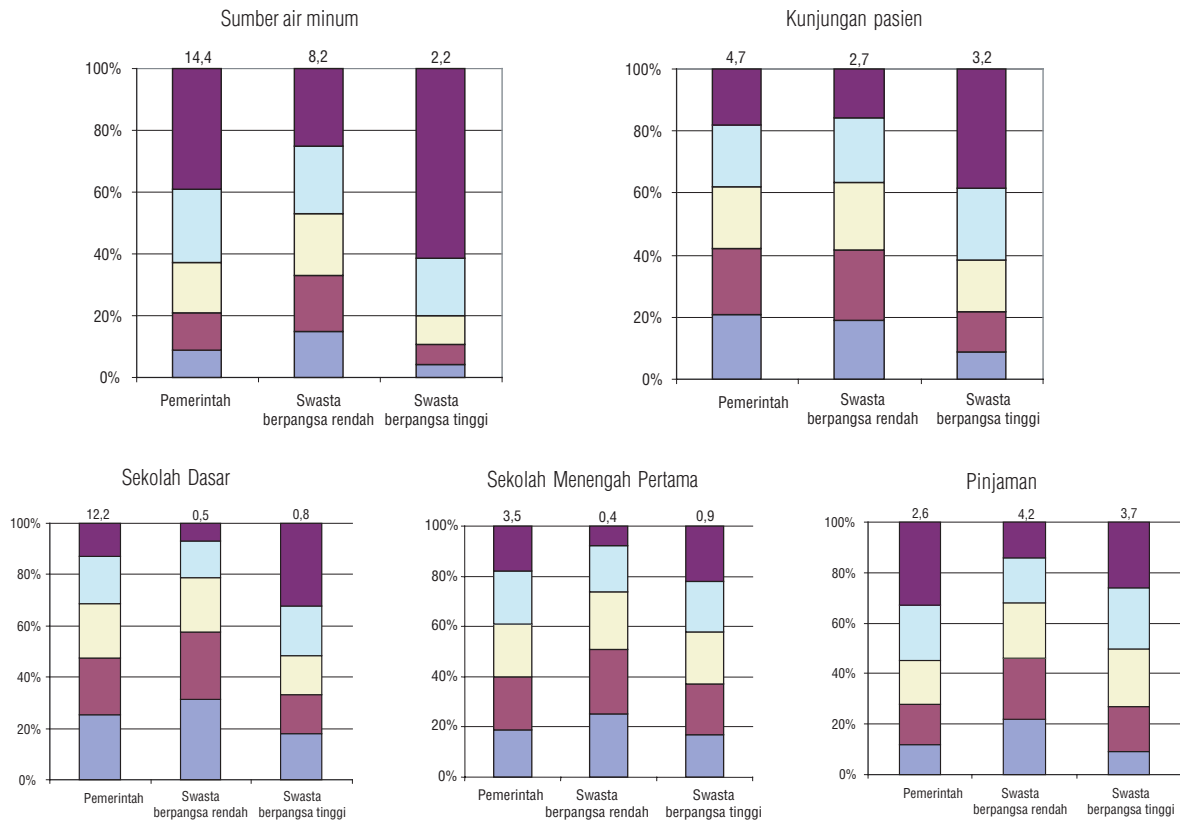 Sumber air minum
14,4 8,2 2,2
100%
80%
60%
40%
20%
0%
Pemerintah Swasta Swasta
berpangsa rendah berpangsa tinggi
Kunjungan pasien
4,7 2,7 3,2
100%
80%
60%
40%
20%
0%
Pemerintah Swasta Swasta
berpangsa rendah berpangsa tinggi
Sekolah Dasar
12,2 0,5 0,8
100%
80%
60%
40%
20%
0%
Pemerintah Swasta Swasta
berpangsa rendah berpangsa tinggi
Sekolah Menengah Pertama
3,5 0,4 0,9
100%
80%
60%
40%
20%
0%
Pemerintah Swasta Swasta
berpangsa rendah berpangsa tinggi
Pinjaman
2,6 4,2 3,7
100%
80%
60%
40%
20%
0%
Pemerintah Swasta Swasta
berpangsa rendah berpangsa tinggi